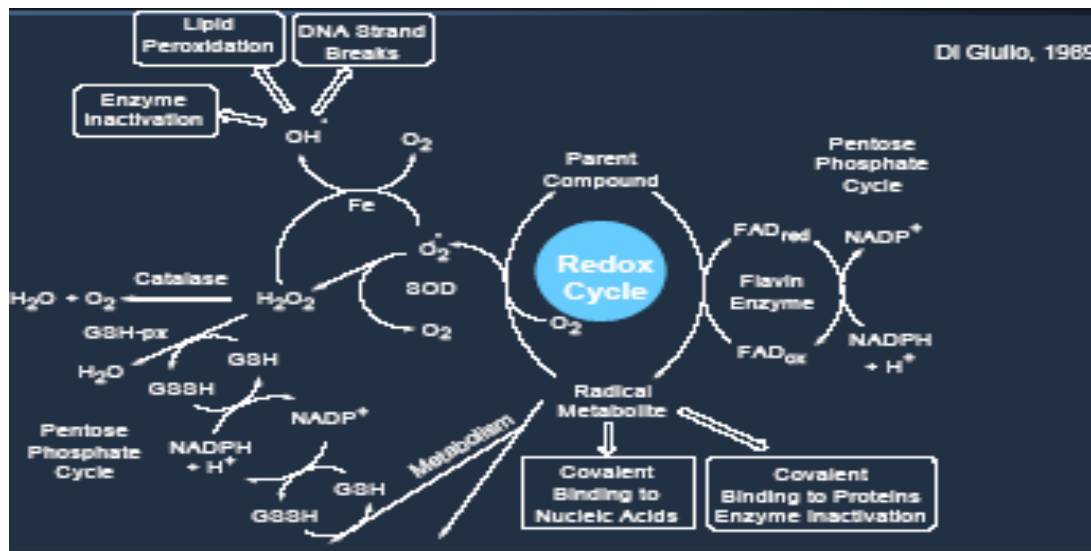 Lipid
Peroxidation
DNA Strand
Breaks
Di Giulio, 1989
Enzyme
Inactivation
OH•
O₂
Parent
Compound
Pentose
Phosphate
Cycle
Fe
FADred
NADP⁺
O₂•
Redox
Cycle
Flavin
Enzyme
Catalase
SOD
H₂O + O₂
H₂O₂
O₂
O₂
GSH-px
NADPH
+ H⁺
FADox
H₂O
GSH
GSSH
Radical
Metabolite
NADP⁺
Pentose
Phosphate
Cycle
NADPH
+ H⁺
Metabolism
GSH
GSSH
Covalent
Binding to
Nucleic Acids
Covalent
Binding to Proteins
Enzyme Inactivation